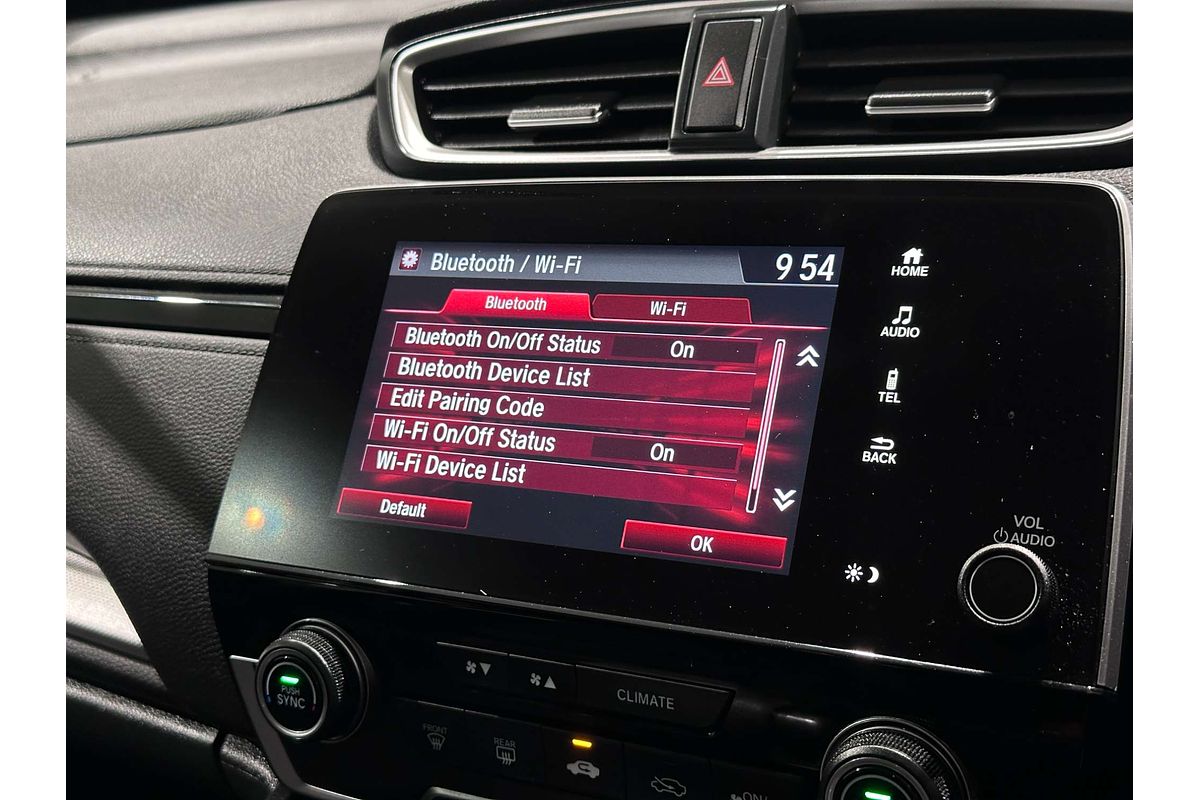 Bluetooth / Wi-Fi
9 54
Bluetooth
Wi-Fi
Bluetooth On/Off Status On
Bluetooth Device List
Edit Pairing Code
Wi-Fi On/Off Status On
Wi-Fi Device List
Default
OK
HOME
AUDIO
TEL
BACK
VOL
AUDIO
PUSH
SYNC
CLIMATE
FRONT
REAR
ON/